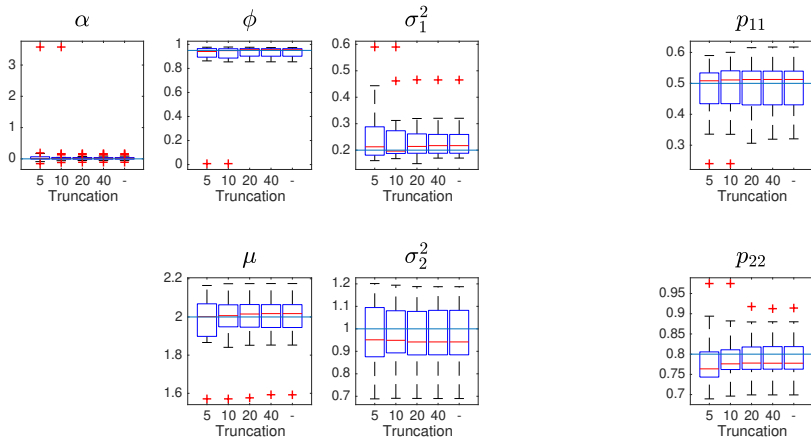 α
3
2
1
0
5 10 20 40 -
Truncation
ϕ
1
0.8
0.6
0.4
0.2
0
5 10 20 40 -
Truncation
σ₁²
0.6
0.5
0.4
0.3
0.2
5 10 20 40 -
Truncation
p₁₁
0.6
0.5
0.4
0.3
5 10 20 40 -
Truncation
μ
2.2
2
1.8
1.6
5 10 20 40 -
Truncation
σ₂²
1.2
1.1
1
0.9
0.8
0.7
5 10 20 40 -
Truncation
p₂₂
0.95
0.9
0.85
0.8
0.75
0.7
5 10 20 40 -
Truncation